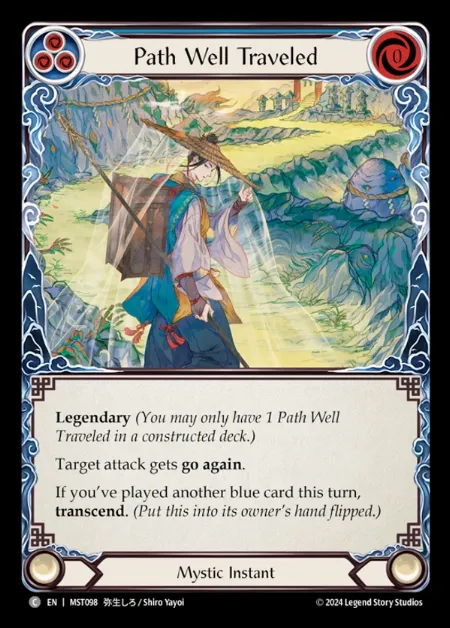 Path Well Traveled
0
Legendary (You may only have 1 Path Well
Traveled in a constructed deck.)
Target attack gets go again.
If you've played another blue card this turn,
transcend. (Put this into its owner's hand flipped.)
Mystic Instant
C EN | MST098 弥生しろ / Shiro Yayoi
© 2024 Legend Story Studios